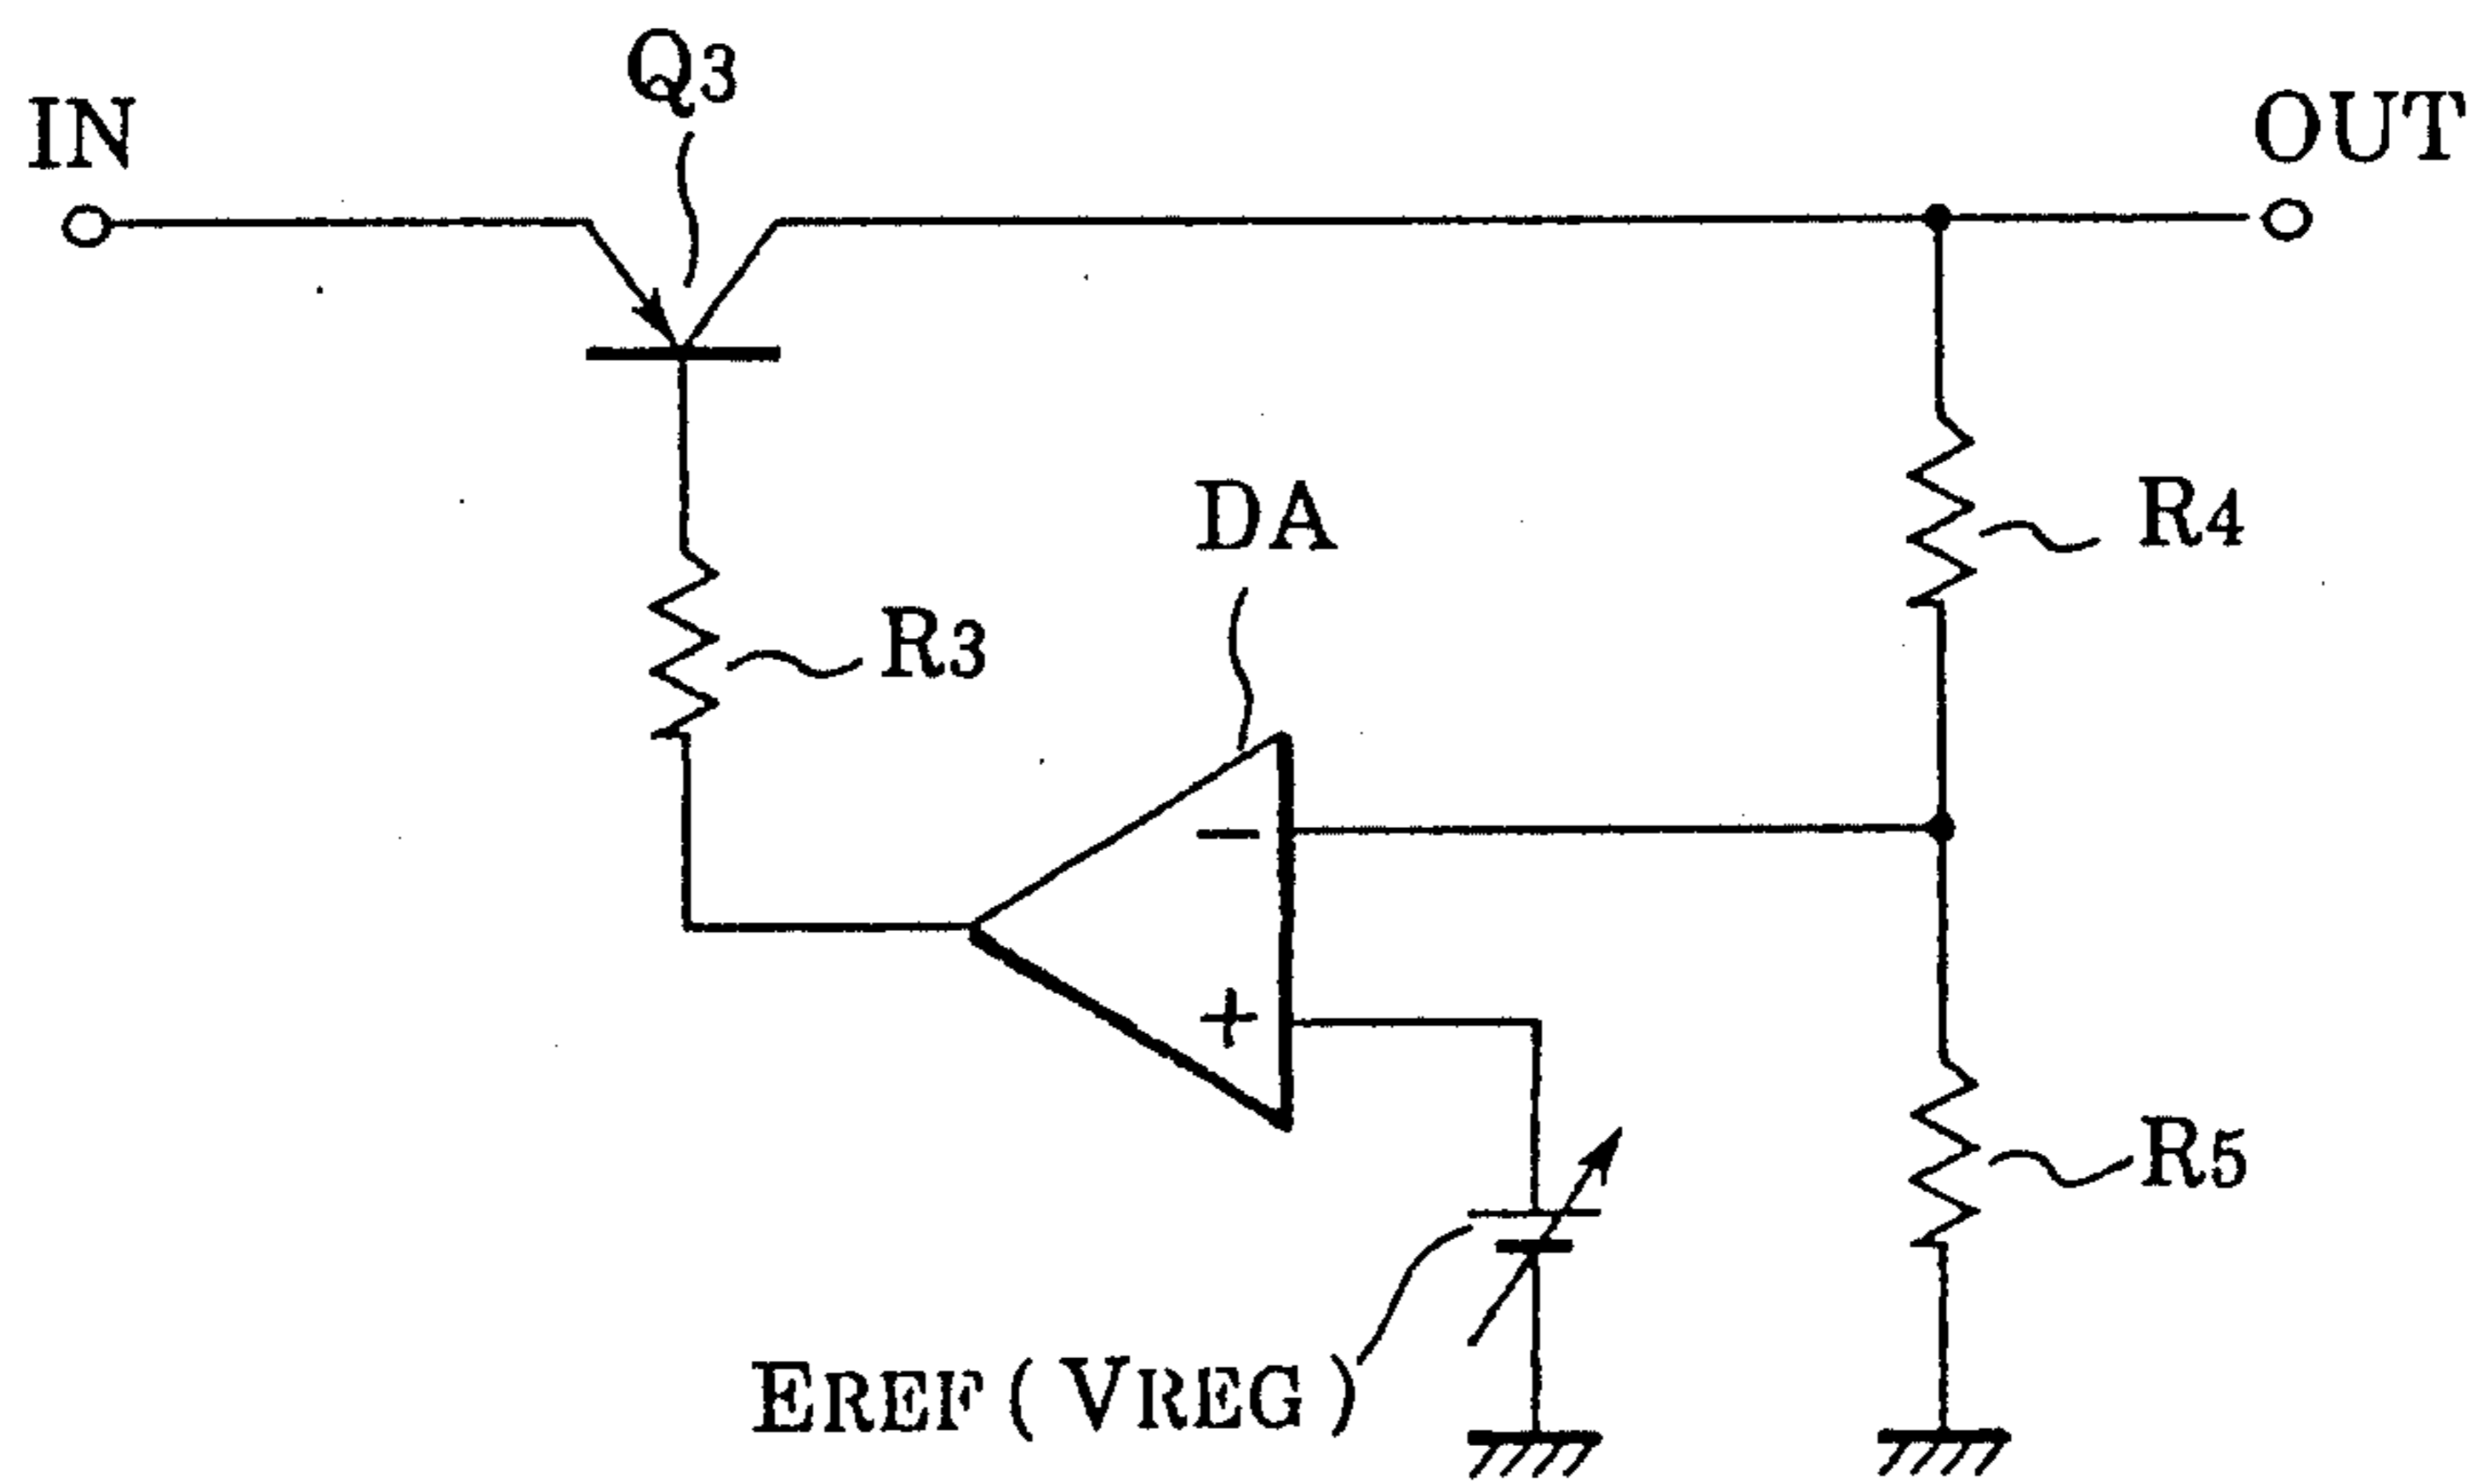 Q3
IN
OUT
DA
R4
R3
−
+
R5
EREF ( VREG )